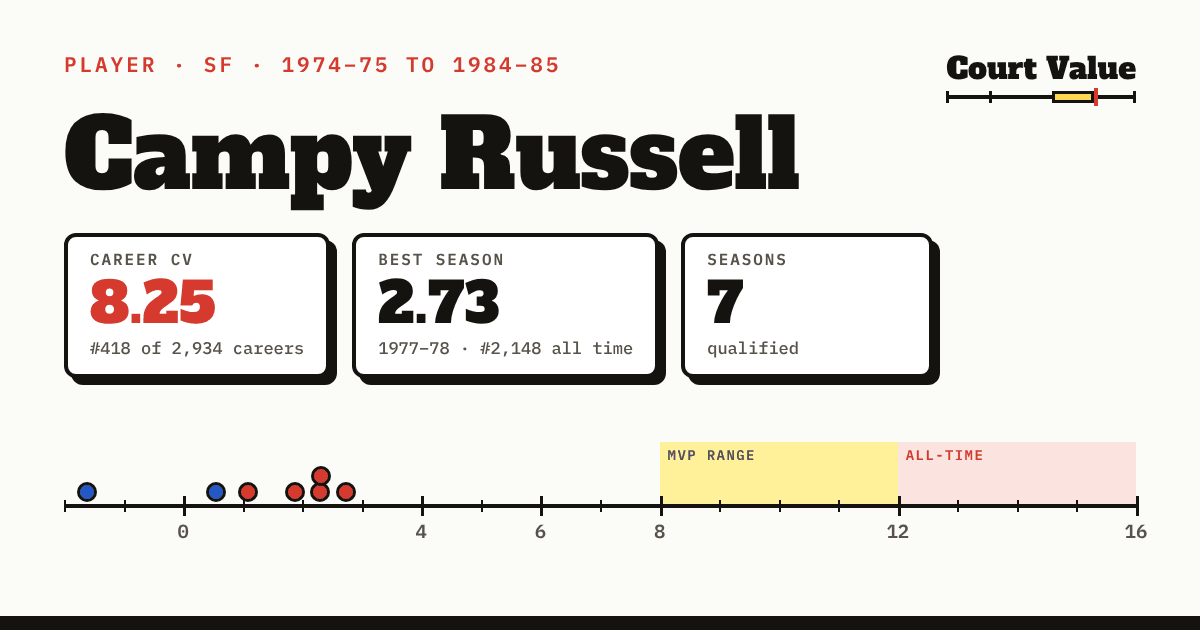 PLAYER · SF · 1974–75 TO 1984–85
Court Value
Campy Russell
CAREER CV
8.25
#418 of 2,934 careers
BEST SEASON
2.73
1977–78 · #2,148 all time
SEASONS
7
qualified
MVP RANGE
ALL-TIME
0 4 6 8 12 16